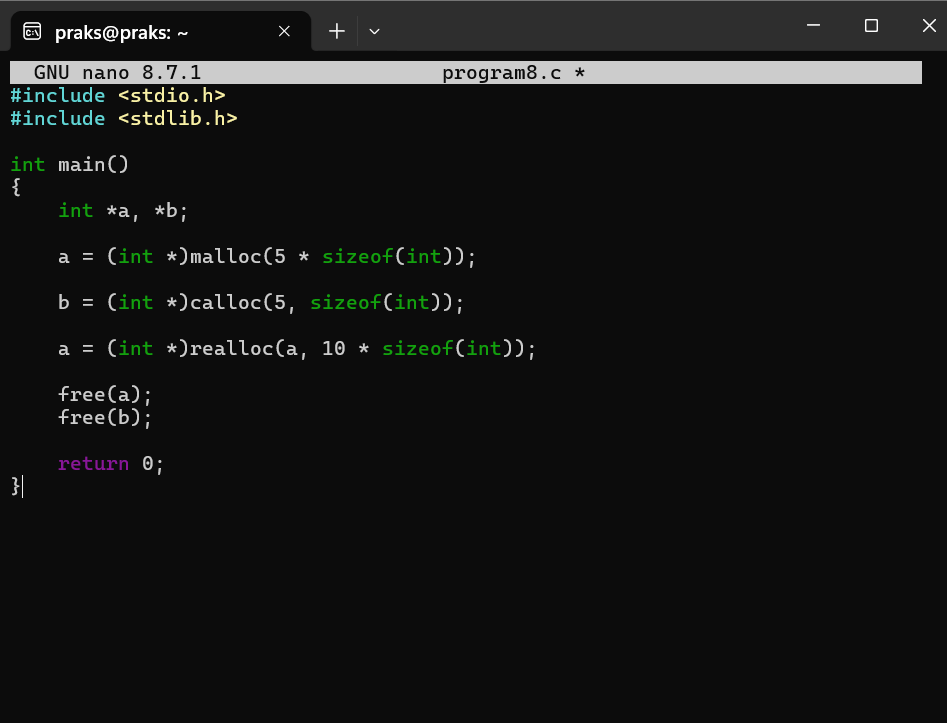 praks@praks: ~
GNU nano 8.7.1 program8.c *
#include <stdio.h>
#include <stdlib.h>
int main()
{
    int *a, *b;
    a = (int *)malloc(5 * sizeof(int));
    b = (int *)calloc(5, sizeof(int));
    a = (int *)realloc(a, 10 * sizeof(int));
    free(a);
    free(b);
    return 0;
}